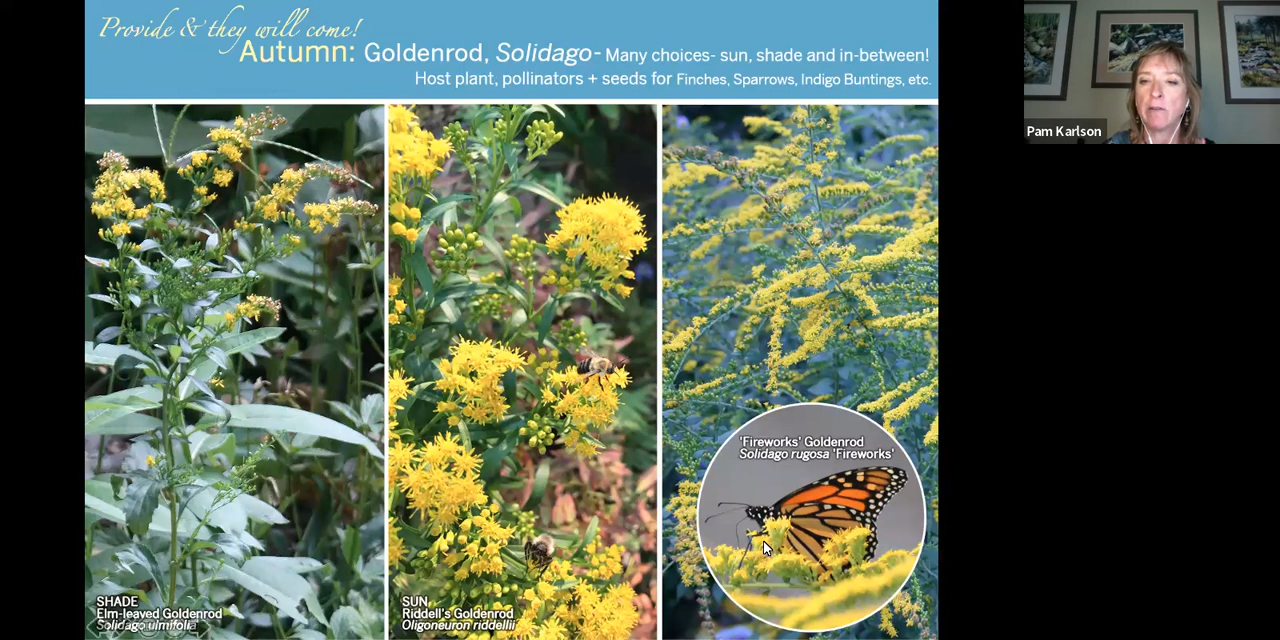 Provide & they will come!
Autumn: Goldenrod, Solidago- Many choices- sun, shade and in-between!
Host plant, pollinators + seeds for Finches, Sparrows, Indigo Buntings, etc.
Pam Karlson
'Fireworks' Goldenrod
Solidago rugosa 'Fireworks'
SHADE
Elm-leaved Goldenrod
Solidago ulmifolia
SUN
Riddell's Goldenrod
Oligoneuron riddellii